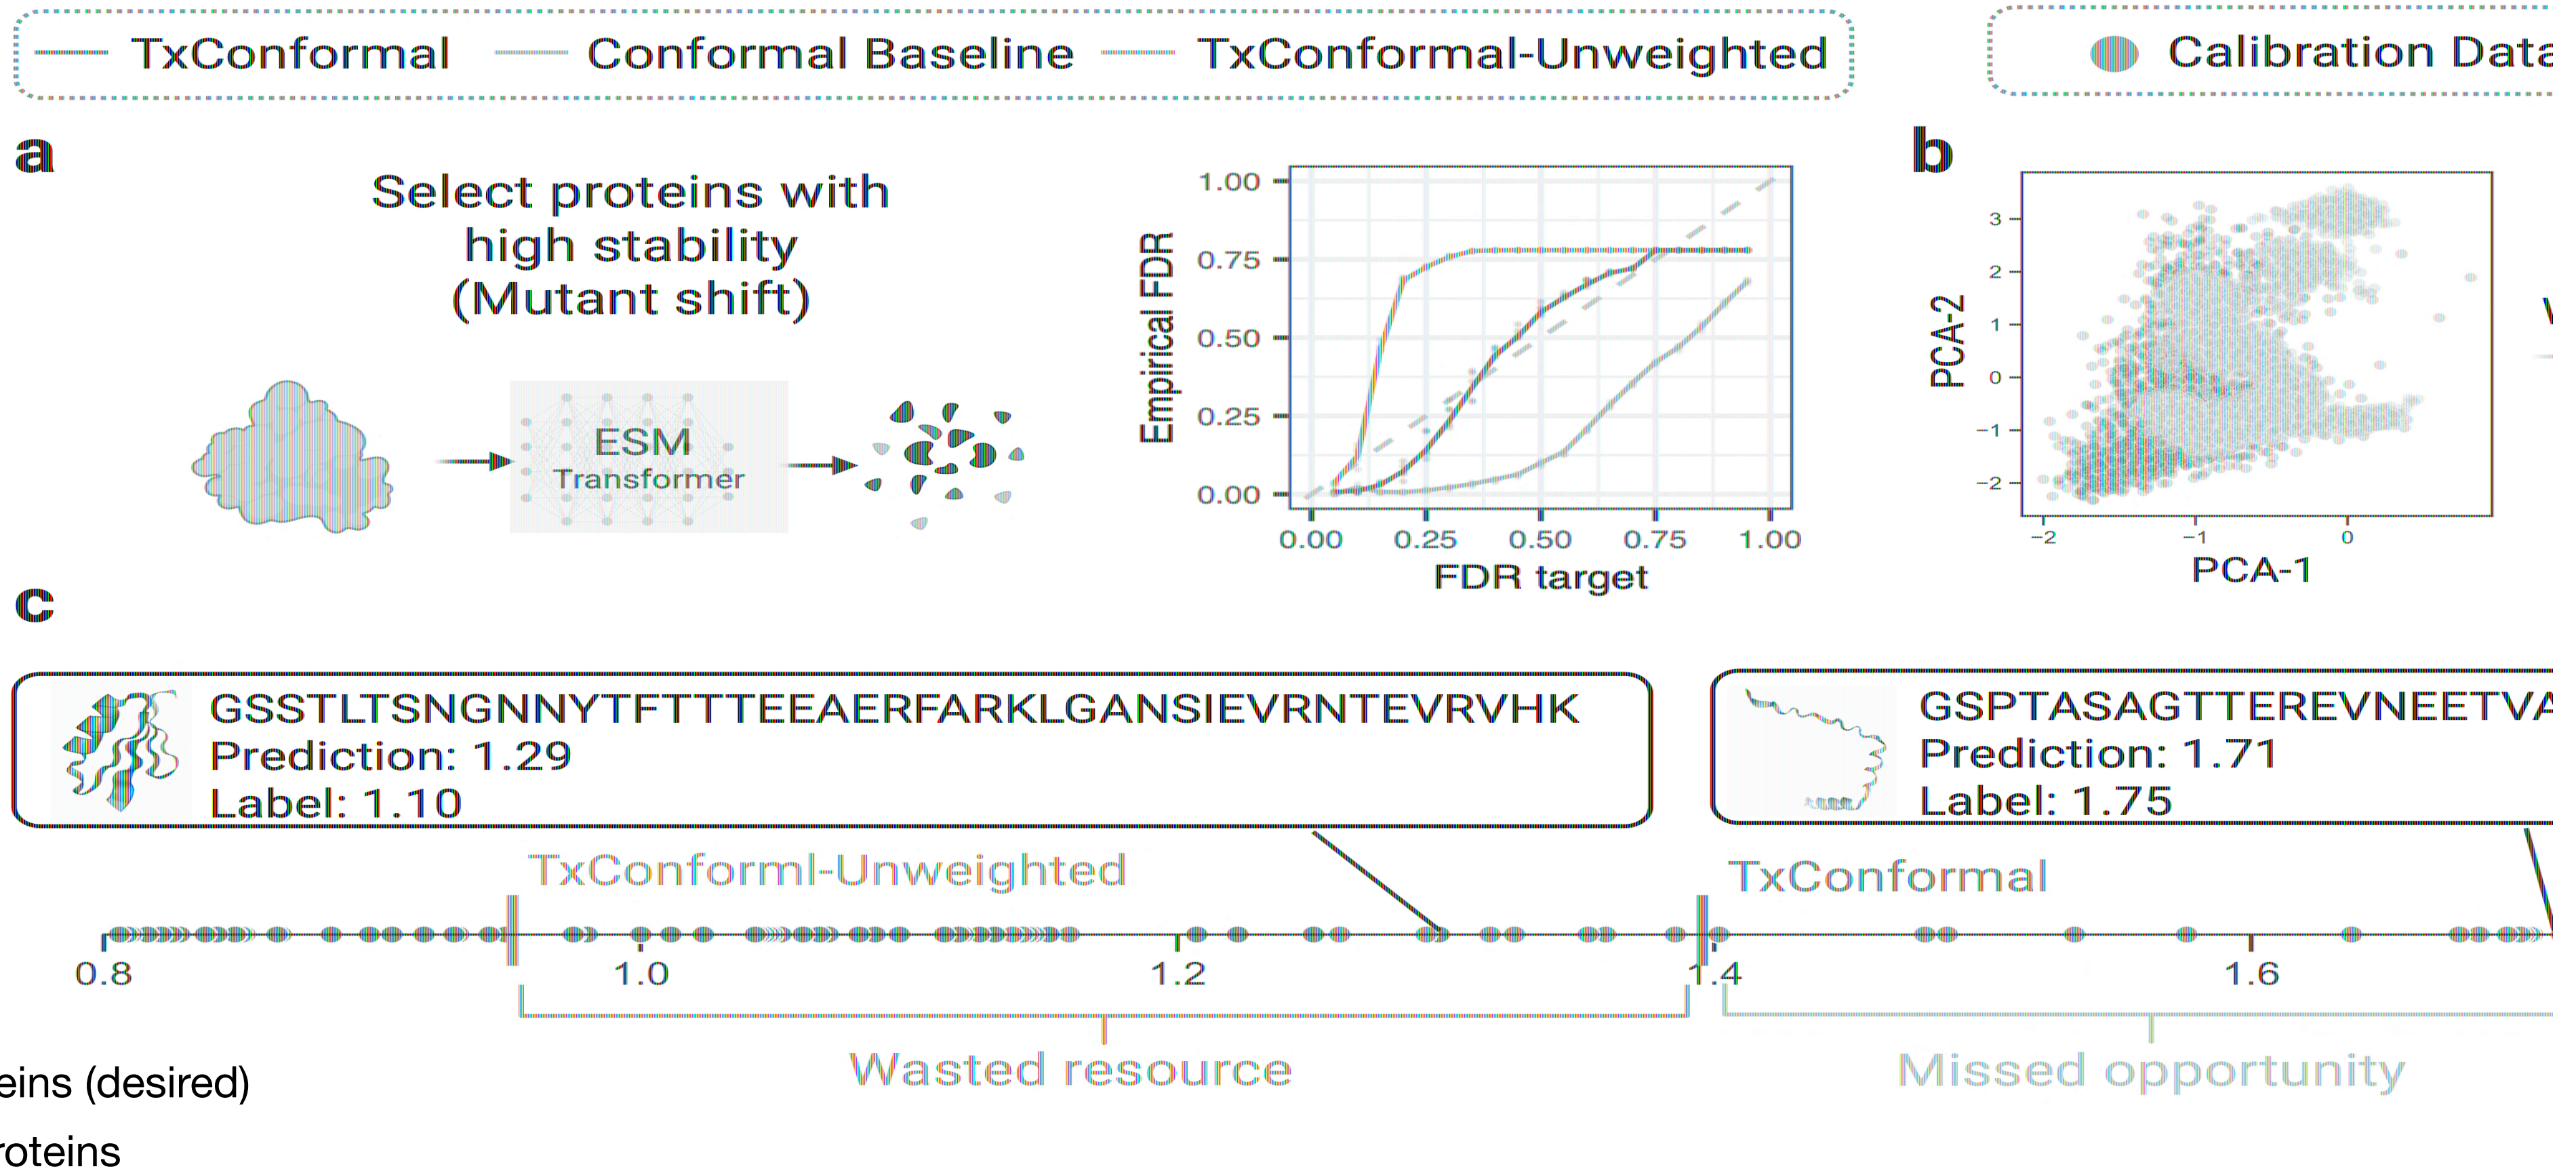 TxConformal Conformal Baseline TxConformal-Unweighted
Calibration Data
a
Select proteins with
high stability
(Mutant shift)
ESM
Transformer
Empirical FDR
1.00
0.75
0.50
0.25
0.00
0.00 0.25 0.50 0.75 1.00
FDR target
b
PCA-2
3
2
1
0
−1
−2
−2 −1 0
PCA-1
c
GSSTLTSNGNNYTFTTTEEAERFARKLGANSIEVRNTEVRVHK
Prediction: 1.29
Label: 1.10
GSPTASAGTTEREVNEETVA
Prediction: 1.71
Label: 1.75
TxConforml-Unweighted
TxConformal
0.8 1.0 1.2 1.4 1.6
Wasted resource
Missed opportunity
eins (desired)
roteins